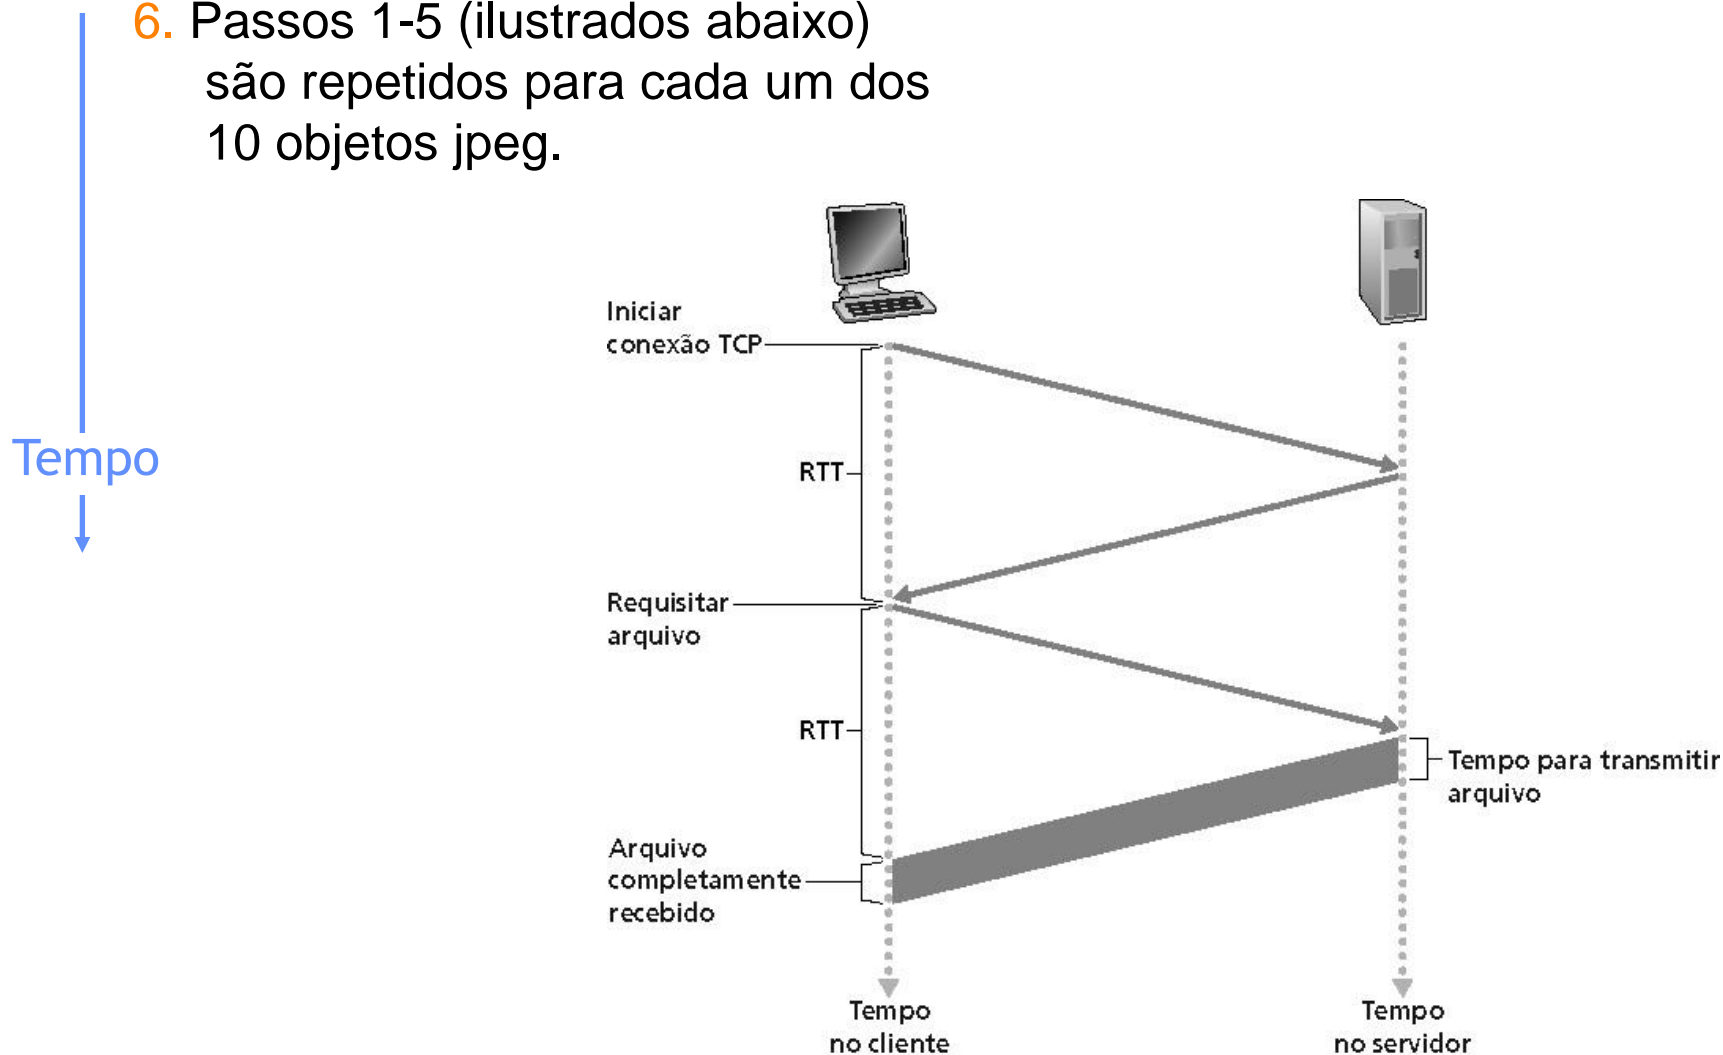 6. Passos 1-5 (ilustrados abaixo)
são repetidos para cada um dos
10 objetos jpeg.
Tempo
Iniciar
conexão TCP
RTT
Requisitar
arquivo
RTT
Tempo para transmitir
arquivo
Arquivo
completamente
recebido
Tempo
no cliente
Tempo
no servidor